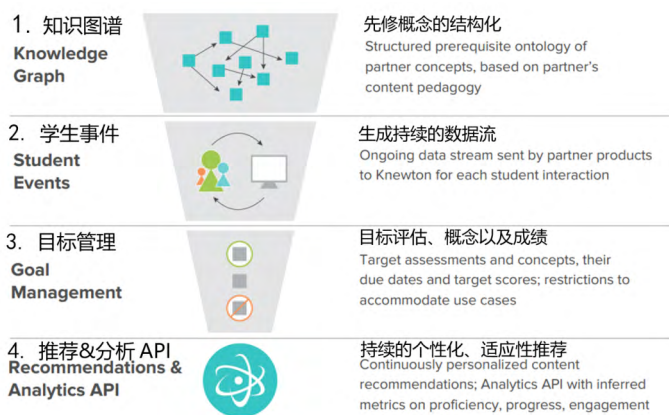 1. 知识图谱
Knowledge
Graph
先修概念的结构化
Structured prerequisite ontology of
partner concepts, based on partner's
content pedagogy
2. 学生事件
Student
Events
生成持续的数据流
Ongoing data stream sent by partner products
to Knewton for each student interaction
3. 目标管理
Goal
Management
目标评估、概念以及成绩
Target assessments and concepts, their
due dates and target scores; restrictions to
accommodate use cases
4. 推荐&分析 API
Recommendations &
Analytics API
持续的个性化、适应性推荐
Continuously personalized content
recommendations; Analytics API with inferred
metrics on proficiency, progress, engagement